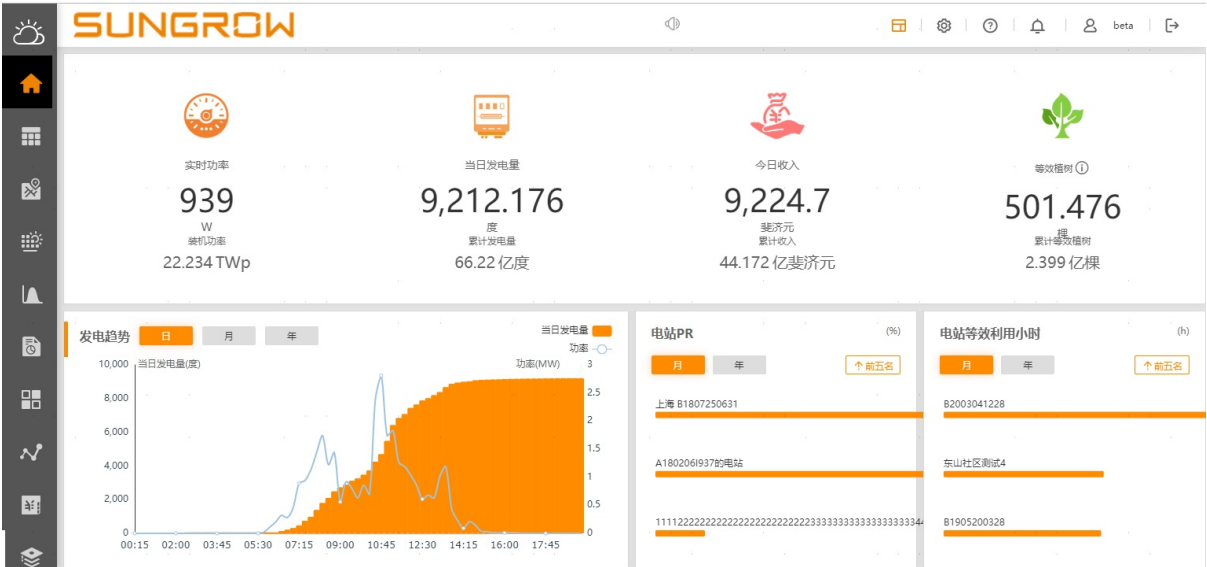 SUNGROW
beta
实时功率
939
W
装机功率
22.234 TWp
当日发电量
9,212.176
度
累计发电量
66.22 亿度
今日收入
9,224.7
斐济元
累计收入
44.172 亿斐济元
等效植树
501.476
棵
累计等效植树
2.399 亿棵
发电趋势 日 月 年
当日发电量
功率
当日发电量(度) 功率(MW)
10,000
8,000
6,000
4,000
2,000
0
3
2.5
2
1.5
1
0.5
0
00:15 02:00 03:45 05:30 07:15 09:00 10:45 12:30 14:15 16:00 17:45
电站PR (%)
月 年 前五名
上海 B1807250631
A180206I937的电站
电站等效利用小时 (h)
月 年 前五名
B2003041228
东山社区测试4
B1905200328